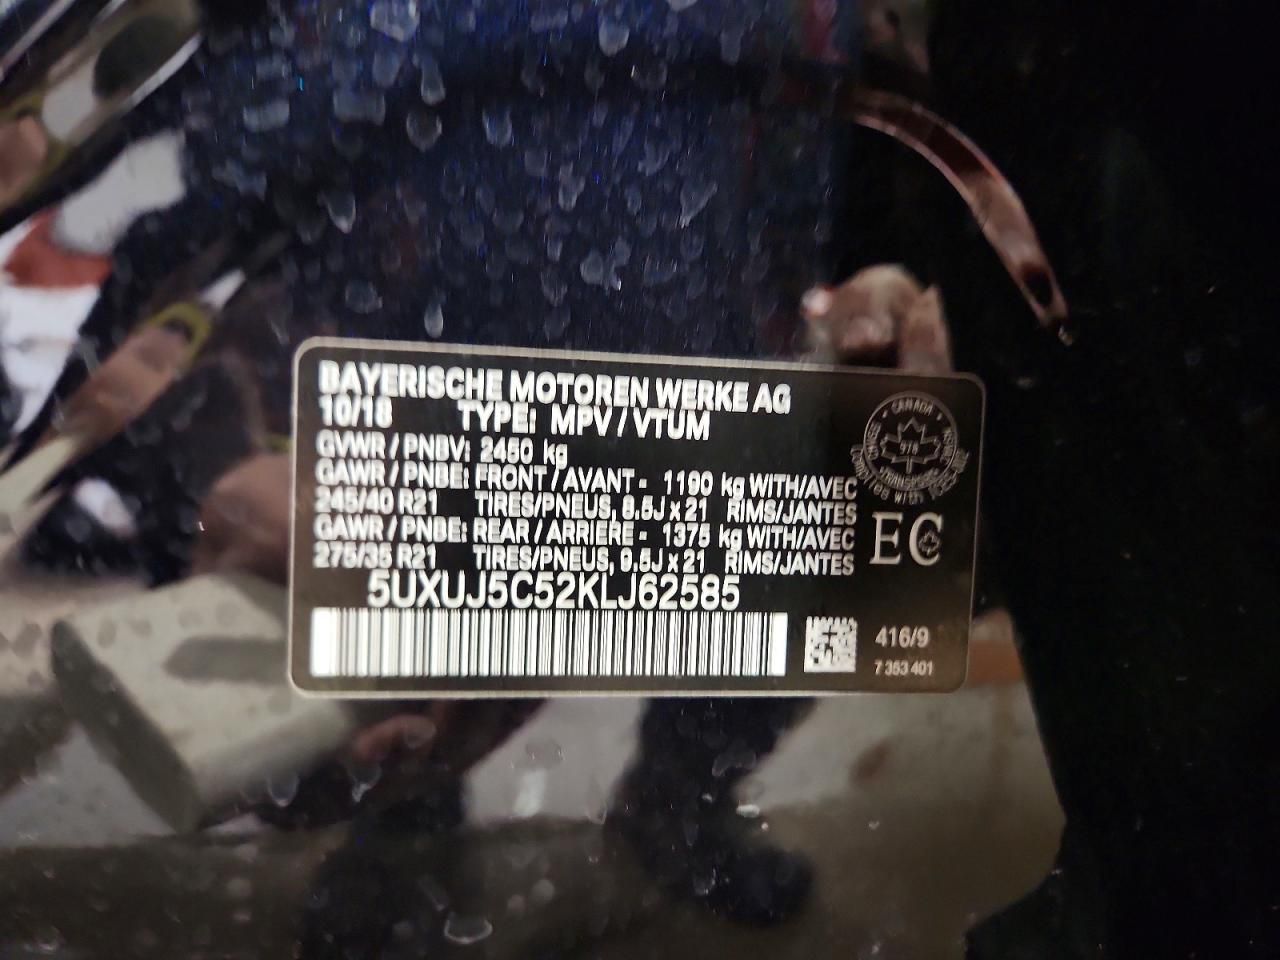 BAYERISCHE MOTOREN WERKE AG
10/18 TYPE: MPV / VTUM
GVWR / PNBV: 2450 kg
GAWR / PNBE: FRONT / AVANT - 1190 kg WITH/AVEC
245/40 R21 TIRES/PNEUS, 8.5J x 21 RIMS/JANTES
GAWR / PNBE: REAR / ARRIERE - 1375 kg WITH/AVEC
275/35 R21 TIRES/PNEUS, 9.5J x 21 RIMS/JANTES
5UXUJ5C52KLJ62585
CANADA
978
TRANSPORT
EC
416/9
7 353 401